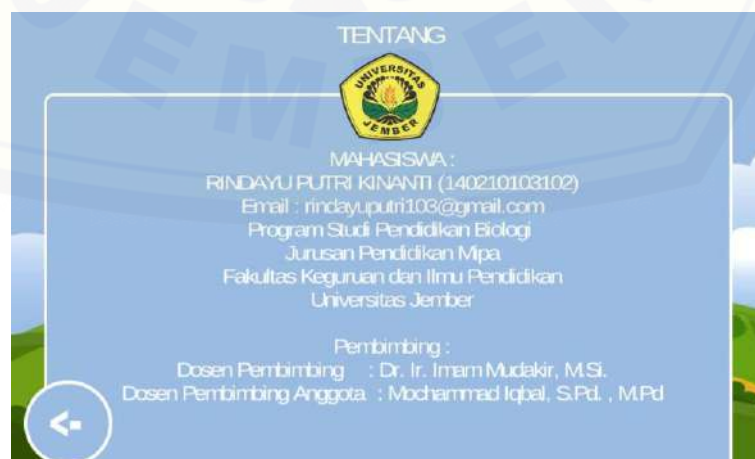 TENTANG
UNIVERSITAS
JEMBER
MAHASISWA :
RINDAYU PUTRI KINANTI (140210103102)
Email : rindayuputri103@gmail.com
Program Studi Pendidikan Biologi
Jurusan Pendidikan Mipa
Fakultas Keguruan dan Ilmu Pendidikan
Universitas Jember
Pembimbing :
Dosen Pembimbing : Dr. Ir. Imam Mudakir, M.Si.
Dosen Pembimbing Anggota : Mochammad Iqbal, S.Pd. , M.Pd
<-